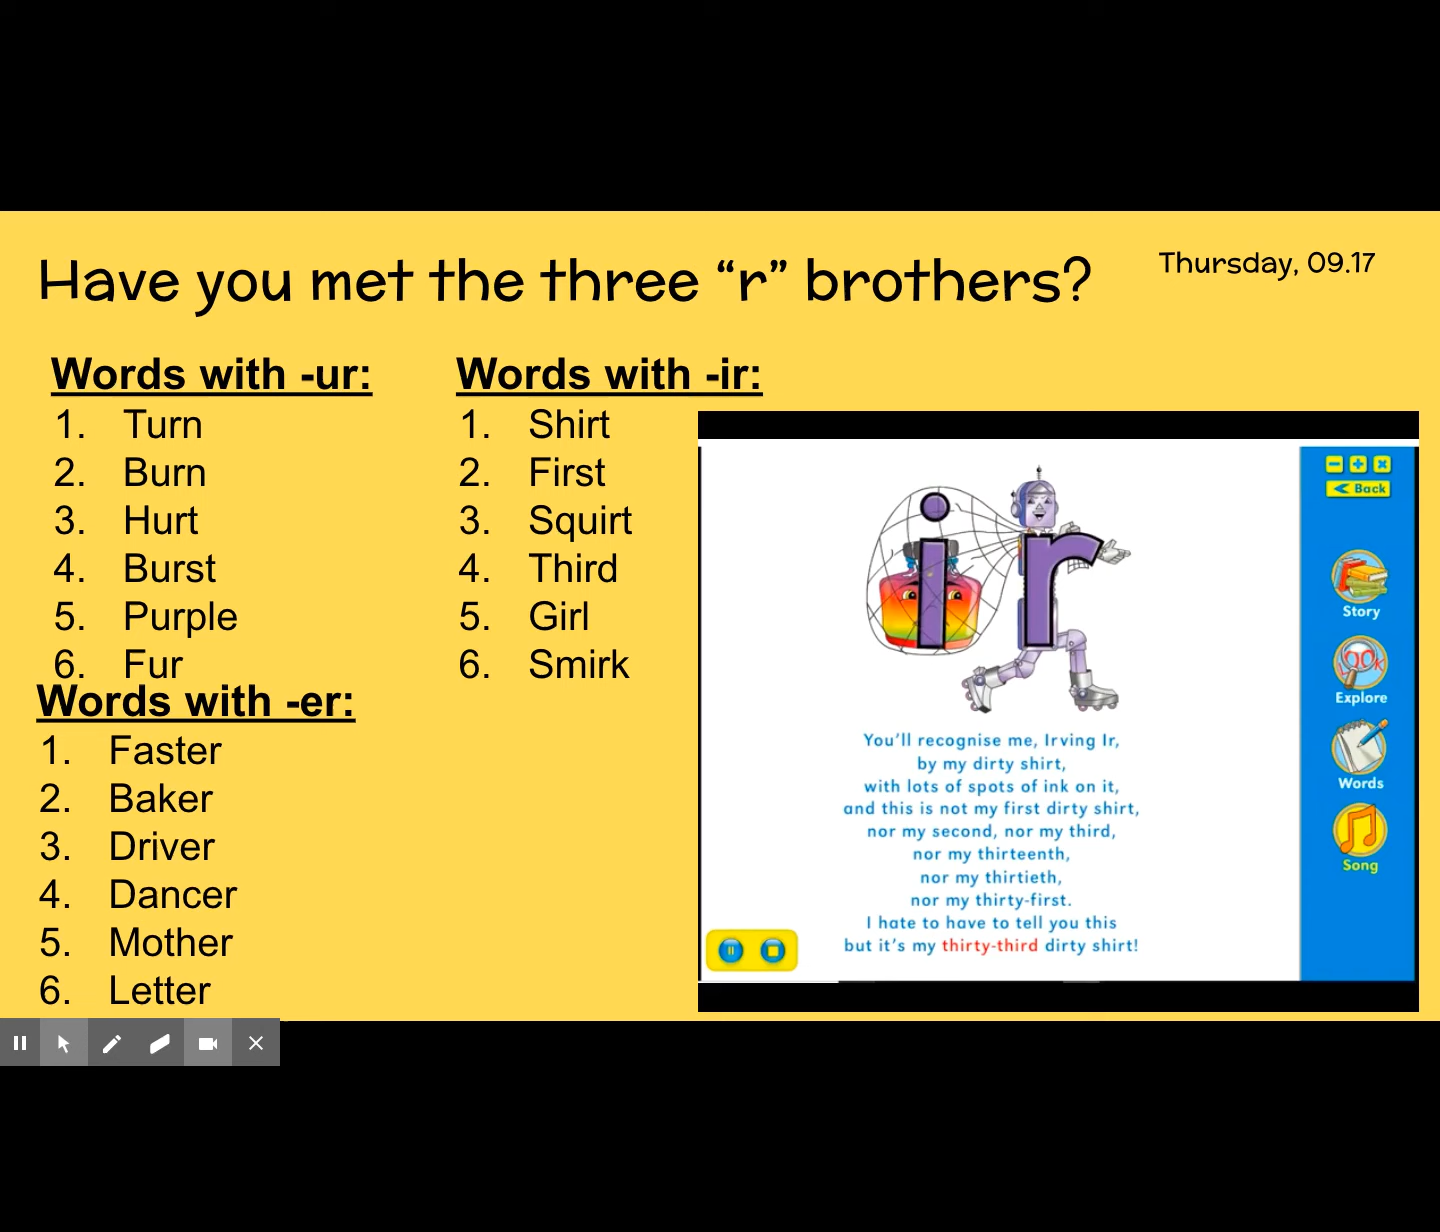 Have you met the three “r” brothers?
Thursday, 09.17
Words with -ur:
1. Turn
2. Burn
3. Hurt
4. Burst
5. Purple
6. Fur
Words with -er:
1. Faster
2. Baker
3. Driver
4. Dancer
5. Mother
6. Letter
Words with -ir:
1. Shirt
2. First
3. Squirt
4. Third
5. Girl
6. Smirk
ir
You’ll recognise me, Irving Ir,
by my dirty shirt,
with lots of spots of ink on it,
and this is not my first dirty shirt,
nor my second, nor my third,
nor my thirteenth,
nor my thirtieth,
nor my thirty-first.
I hate to have to tell you this
but it’s my thirty-third dirty shirt!
< Back
Story
look
Explore
Words
Song